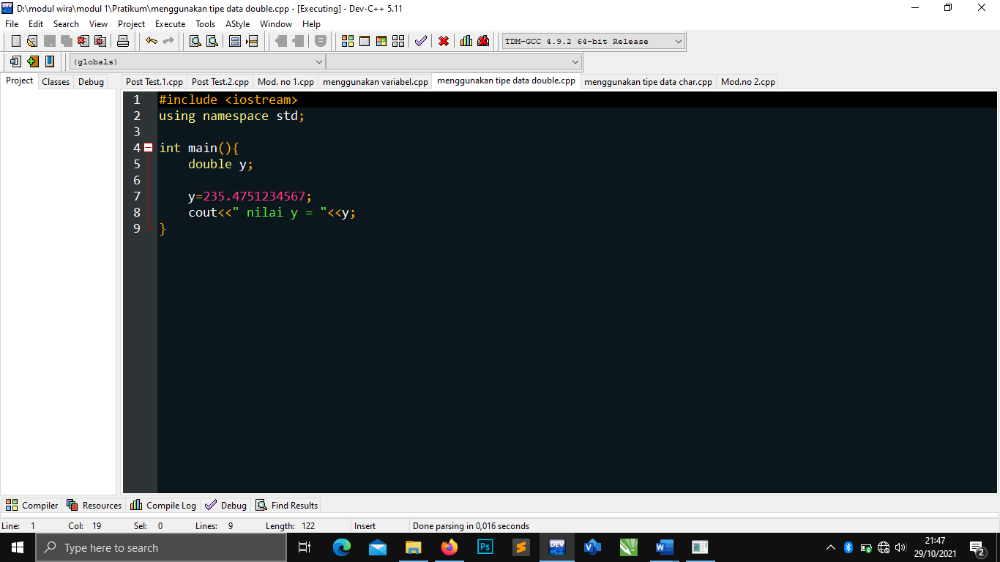 D:\modul wira\modul 1\Pratikum\menggunakan tipe data double.cpp - [Executing] - Dev-C++ 5.11
File Edit Search View Project Execute Tools AStyle Window Help
TDM-GCC 4.9.2 64-bit Release
(globals)
Project Classes Debug Post Test.1.cpp Post Test.2.cpp Mod. no 1.cpp menggunakan variabel.cpp menggunakan tipe data double.cpp menggunakan tipe data char.cpp Mod.no 2.cpp
1 #include <iostream>
2 using namespace std;
3
4 int main(){
5 double y;
6
7 y=235.4751234567;
8 cout<<" nilai y = "<<y;
9 }
Compiler Resources Compile Log Debug Find Results
Line: 1 Col: 19 Sel: 0 Lines: 9 Length: 122 Insert Done parsing in 0,016 seconds
Type here to search
Ps
DEV
W
21:47
29/10/2021
2